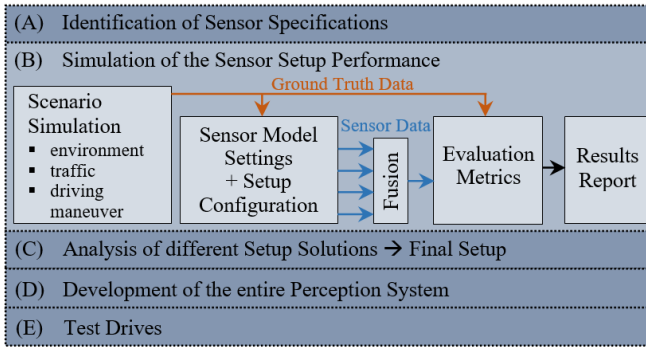 (A) Identification of Sensor Specifications
(B) Simulation of the Sensor Setup Performance
Ground Truth Data
Scenario
Simulation
▪ environment
▪ traffic
▪ driving
maneuver
Sensor Model
Settings
+ Setup
Configuration
Sensor Data
Fusion
Evaluation
Metrics
Results
Report
(C) Analysis of different Setup Solutions → Final Setup
(D) Development of the entire Perception System
(E) Test Drives